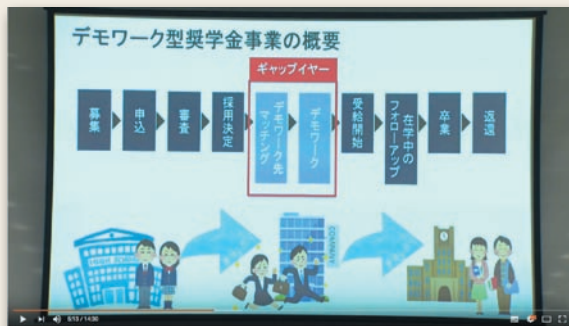 デモワーク型奨学金事業の概要
ギャップイヤー
募集
申込
審査
採用決定
デモワーク先
マッチング
デモワーク
受給開始
在学中の
フォローアップ
卒業
返還
COMPANY